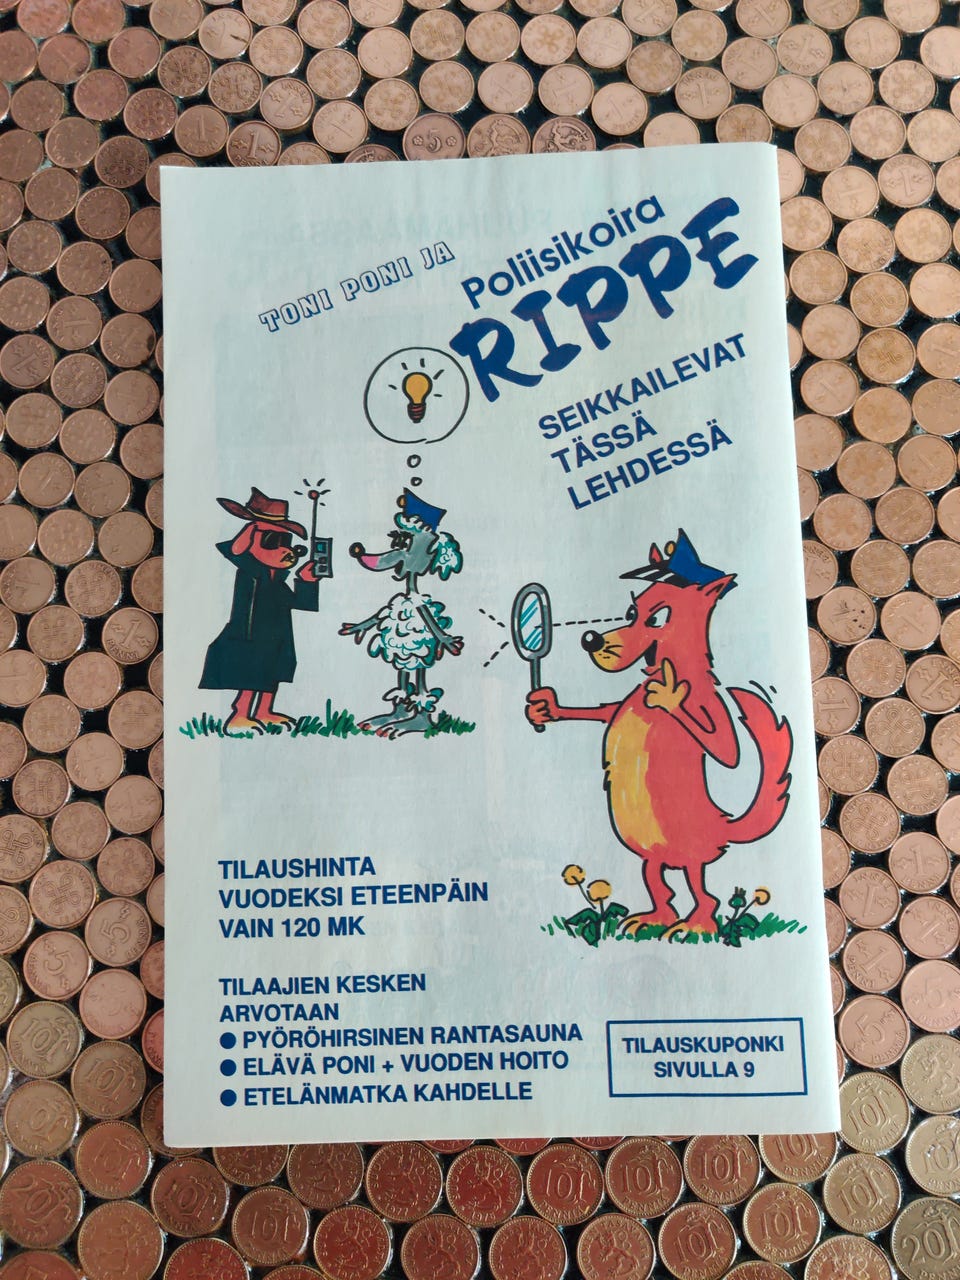 TONI PONI JA
Poliisikoira
RIPPE
SEIKKAILEVAT
TÄSSÄ
LEHDESSÄ
TILAUSHINTA
VUODEKSI ETEENPÄIN
VAIN 120 MK
TILAAJIEN KESKEN
ARVOTAAN
● PYÖRÖHIRSINEN RANTASAUNA
● ELÄVÄ PONI + VUODEN HOITO
● ETELÄNMATKA KAHDELLE
TILAUSKUPONKI
SIVULLA 9